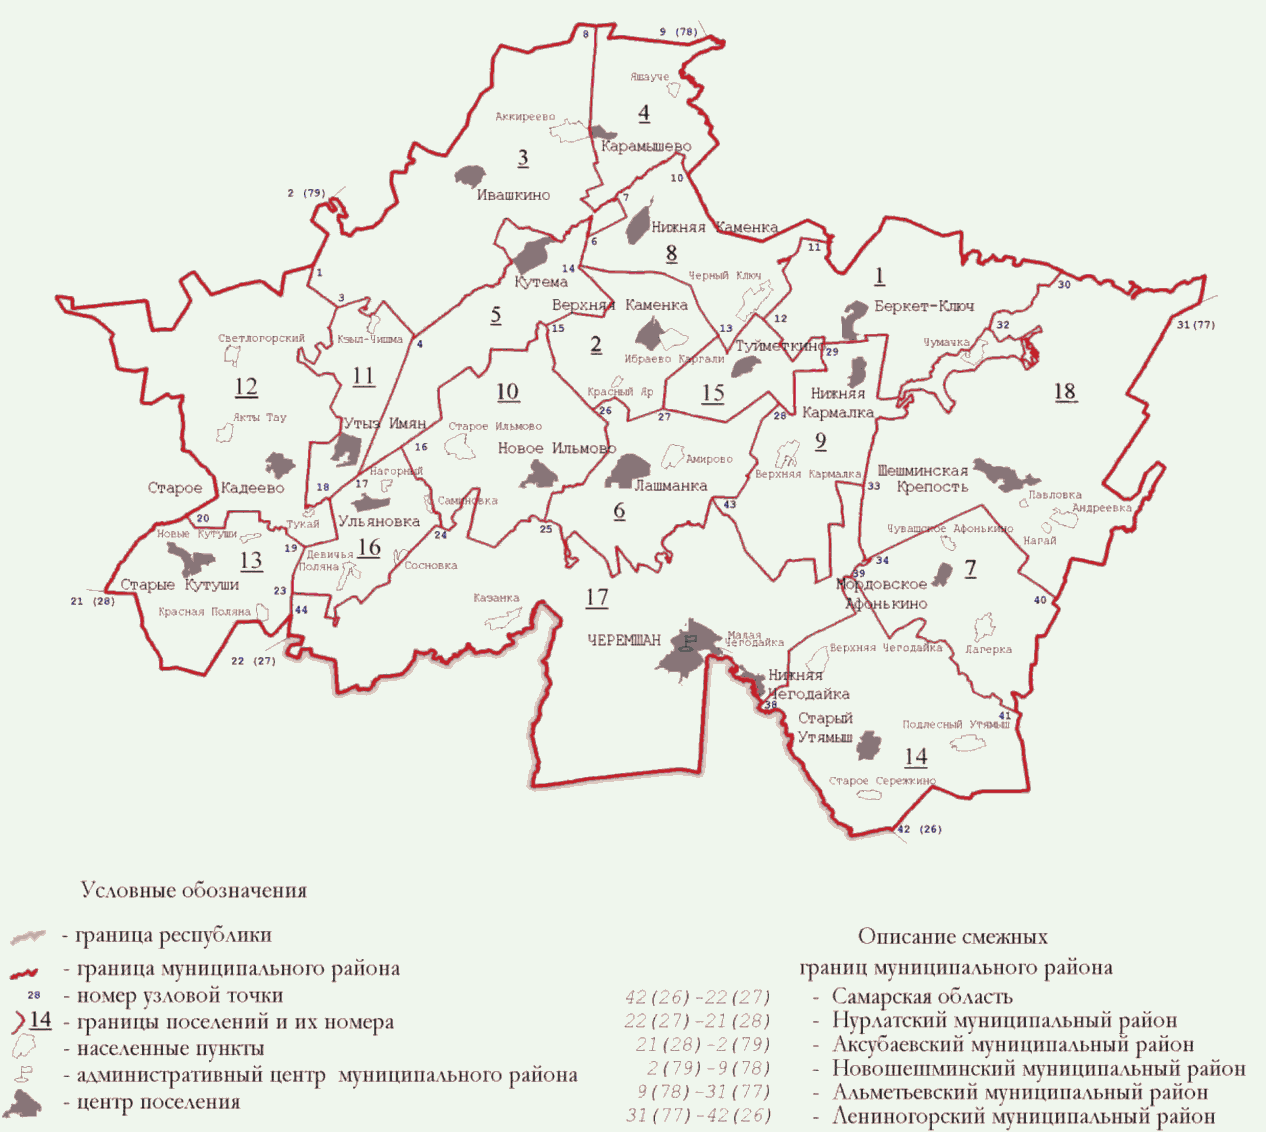 8
9 (78)
Яшауче
4
Аккиреево
Карамышево
3
10
2 (79)
Ивашкино
7
Нижняя Каменка
6
11
8
14
1
1
Черный Ключ
30
Кутема
3
Верхняя Каменка
Беркет-Ключ
5
12
15
13
32
31 (77)
Светлогорский
Кзыл-Чишма
4
2
Туйметкино
29
Чумачка
Ибраево Каргали
12
11
10
Красный Яр
15
Нижняя
Кармалка
18
26
27
28
Якты Тау
Утыз Имян
Старое Ильмово
16
9
Новое Ильмово
Амирово
Верхняя Кармалка
Шешминская
Крепость
Нагорный
Старое Кадеево
18
17
Лашманка
33
Саминовка
43
Павловка
Андреевка
20
Тукай
Ульяновка
6
25
Чувашское Афонькино
Новые Кутуши
24
Нагай
19
Девичья
Поляна
16
13
Сосновка
34
39
7
Старые Кутуши
Мордовское
Афонькино
23
17
21 (28)
Казанка
40
44
Красная Поляна
ЧЕРЕМШАН
Малая
Чегодайка
Верхняя Чегодайка
Лагерка
22 (27)
Нижняя
Чегодайка
38
Старый
Утямыш
41
Подлесный Утямыш
14
Старое Сережкино
42 (26)
Условные обозначения
- граница республики
- граница муниципального района
28 - номер узловой точки
14 - границы поселений и их номера
- населенные пункты
- административный центр муниципального района
- центр поселения
Описание смежных
границ муниципального района
42(26)-22(27) - Самарская область
22(27)-21(28) - Нурлатский муниципальный район
21(28)-2(79) - Аксубаевский муниципальный район
2(79)-9(78) - Новошешминский муниципальный район
9(78)-31(77) - Альметьевский муниципальный район
31(77)-42(26) - Лениногорский муниципальный район